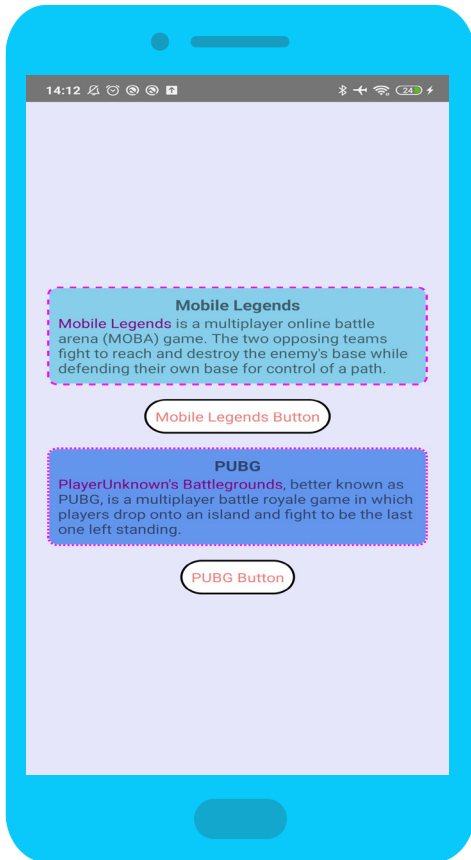 14:12
24
Mobile Legends
Mobile Legends is a multiplayer online battle
arena (MOBA) game. The two opposing teams
fight to reach and destroy the enemy's base while
defending their own base for control of a path.
Mobile Legends Button
PUBG
PlayerUnknown's Battlegrounds, better known as
PUBG, is a multiplayer battle royale game in which
players drop onto an island and fight to be the last
one left standing.
PUBG Button